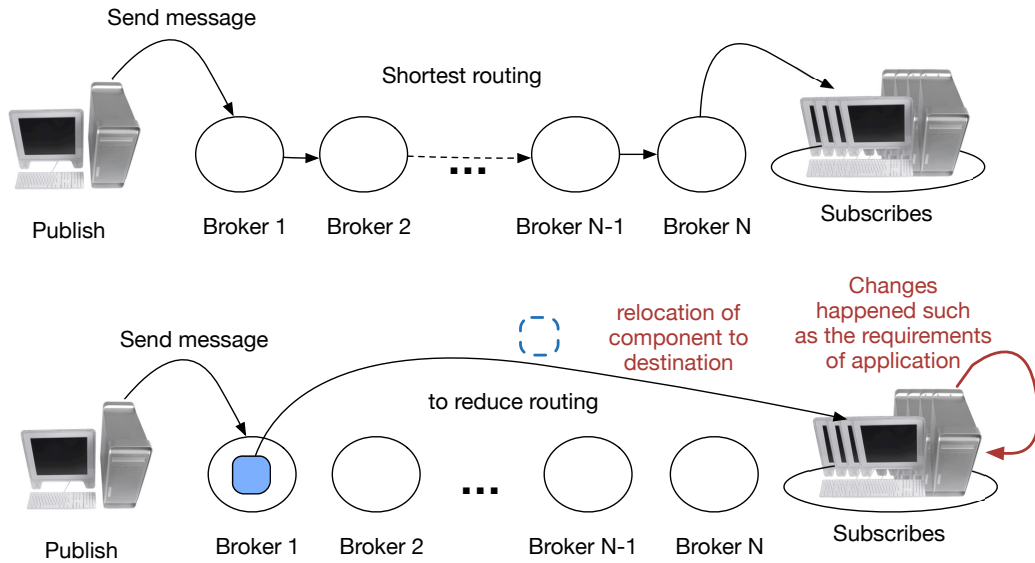 Send message
Shortest routing
Publish
Broker 1
Broker 2
...
Broker N-1
Broker N
Subscribes
Changes
happened such
as the requirements
of application
relocation of
component to
destination
Send message
to reduce routing
...
Publish
Broker 1
Broker 2
Broker N-1
Broker N
Subscribes